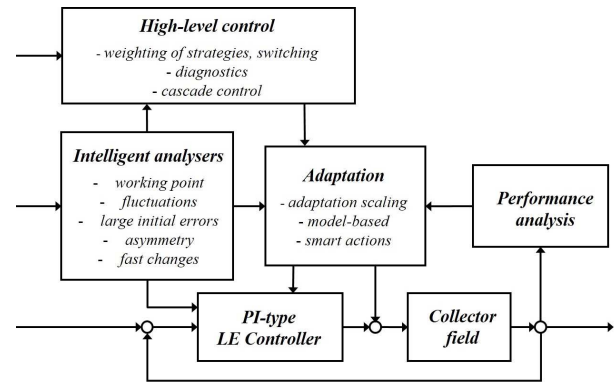 High-level control
- weighting of strategies, switching
- diagnostics
- cascade control
Intelligent analysers
- working point
- fluctuations
- large initial errors
- asymmetry
- fast changes
Adaptation
- adaptation scaling
- model-based
- smart actions
Performance
analysis
PI-type
LE Controller
Collector
field